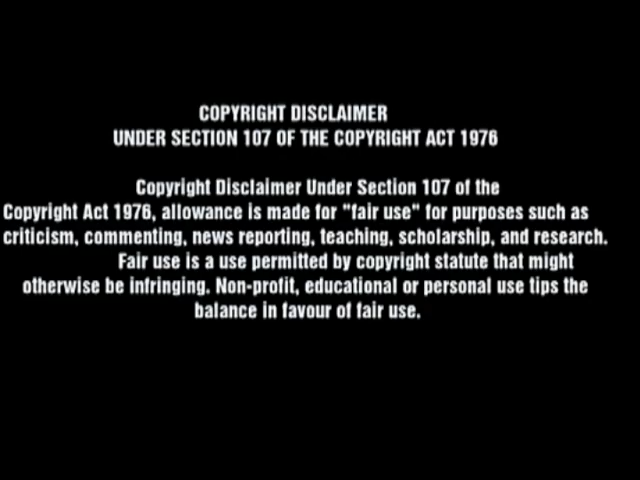 COPYRIGHT DISCLAIMER
UNDER SECTION 107 OF THE COPYRIGHT ACT 1976
Copyright Disclaimer Under Section 107 of the
Copyright Act 1976, allowance is made for "fair use" for purposes such as
criticism, commenting, news reporting, teaching, scholarship, and research.
Fair use is a use permitted by copyright statute that might
otherwise be infringing. Non-profit, educational or personal use tips the
balance in favour of fair use.